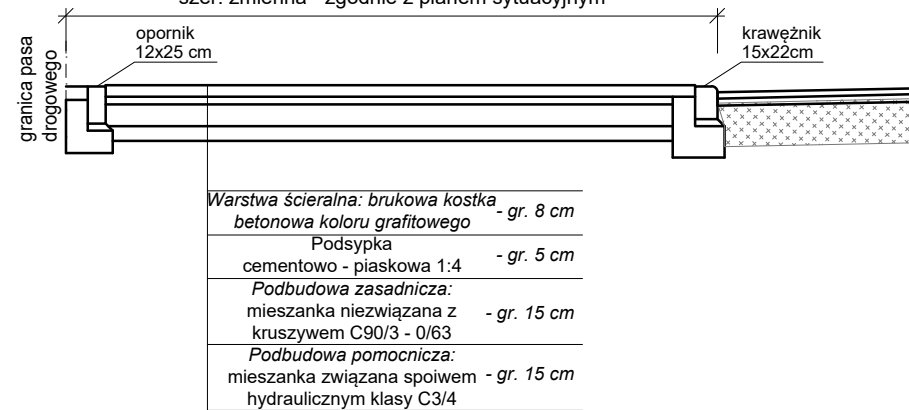 szer. zmienna - zgodnie z planem sytuacyjnym
opornik
12x25 cm
krawężnik
15x22cm
granica pasa
drogowego
Warstwa ścieralna: brukowa kostka
betonowa koloru grafitowego
- gr. 8 cm
Podsypka
cementowo - piaskowa 1:4
- gr. 5 cm
Podbudowa zasadnicza:
mieszanka niezwiązana z
kruszywem C90/3 - 0/63
- gr. 15 cm
Podbudowa pomocnicza:
mieszanka związana spoiwem
hydraulicznym klasy C3/4
- gr. 15 cm